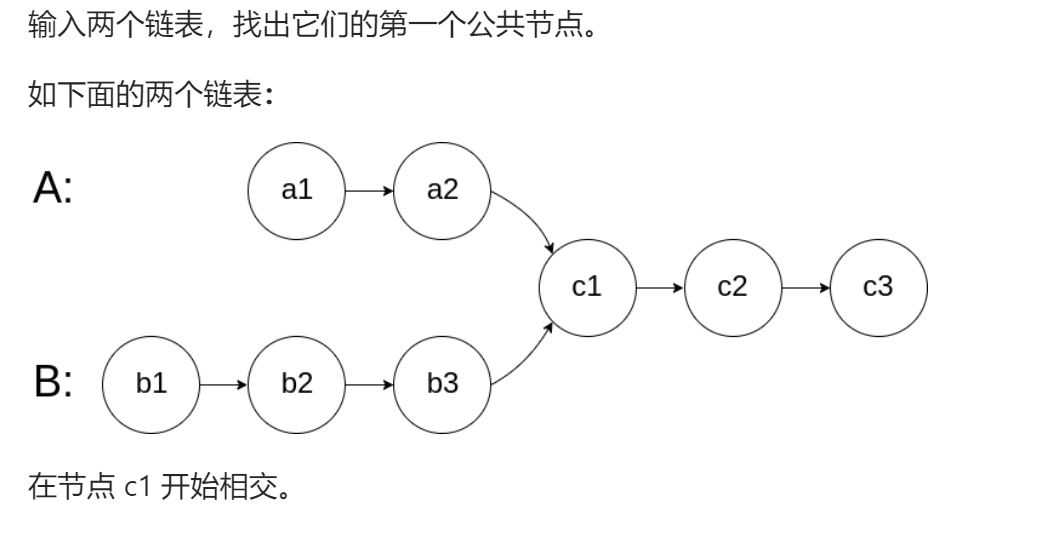 输入两个链表，找出它们的第一个公共节点。
如下面的两个链表：
A:
a1
a2
c1
c2
c3
B:
b1
b2
b3
在节点 c1 开始相交。